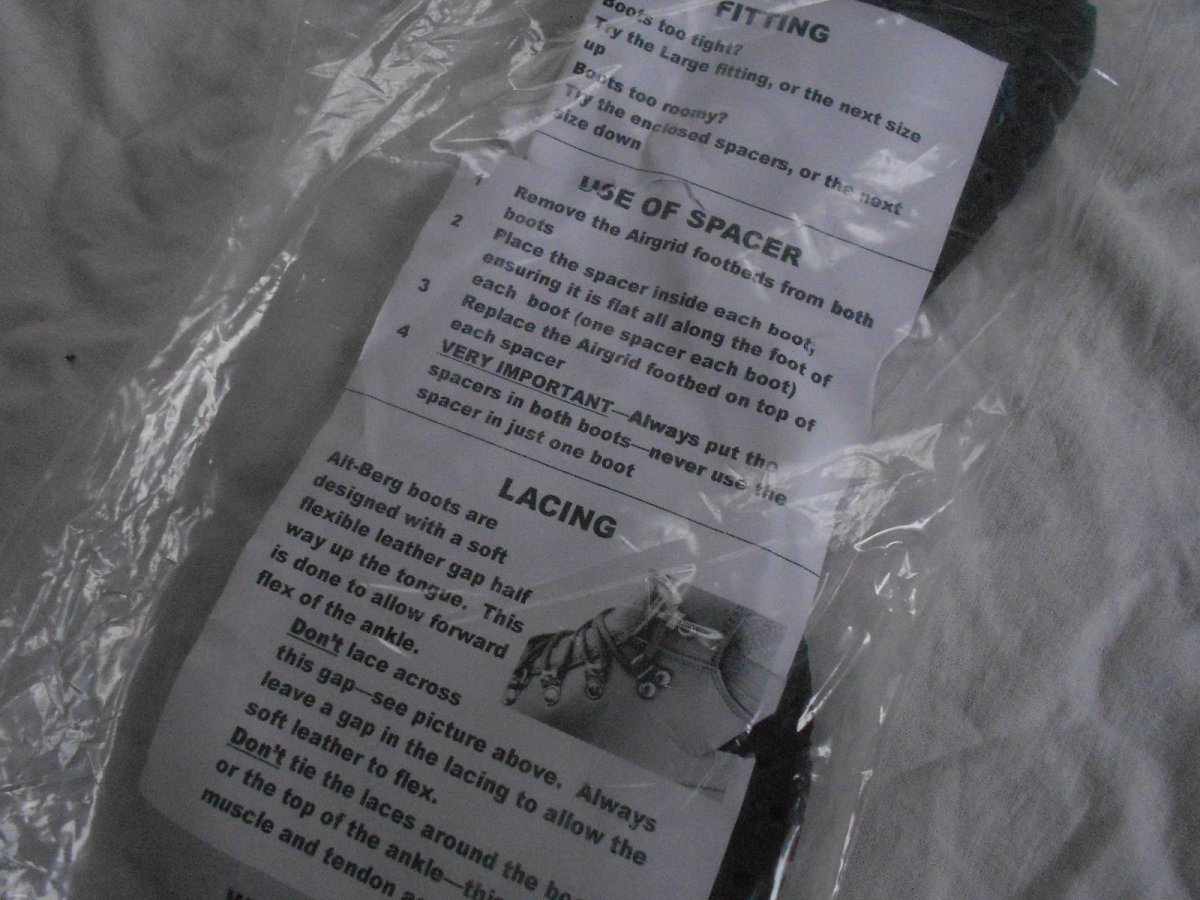 FITTING
Boots too tight?
Try the Large fitting, or the next size
up
Boots too roomy?
Try the enclosed spacers, or the next
size down
USE OF SPACER
1 Remove the Airgrid footbeds from both
boots
2 Place the spacer inside each boot,
ensuring it is flat all along the foot of
each boot (one spacer each boot)
3 Replace the Airgrid footbed on top of
each spacer
4 VERY IMPORTANT—Always put the
spacers in both boots—never use the
spacer in just one boot
LACING
Alt-Berg boots are
designed with a soft
flexible leather gap half
way up the tongue. This
is done to allow forward
flex of the ankle.
Don't lace across
this gap—see picture above. Always
leave a gap in the lacing to allow the
soft leather to flex.
Don't tie the laces around the
or the top of the ankle—
muscle and tendon